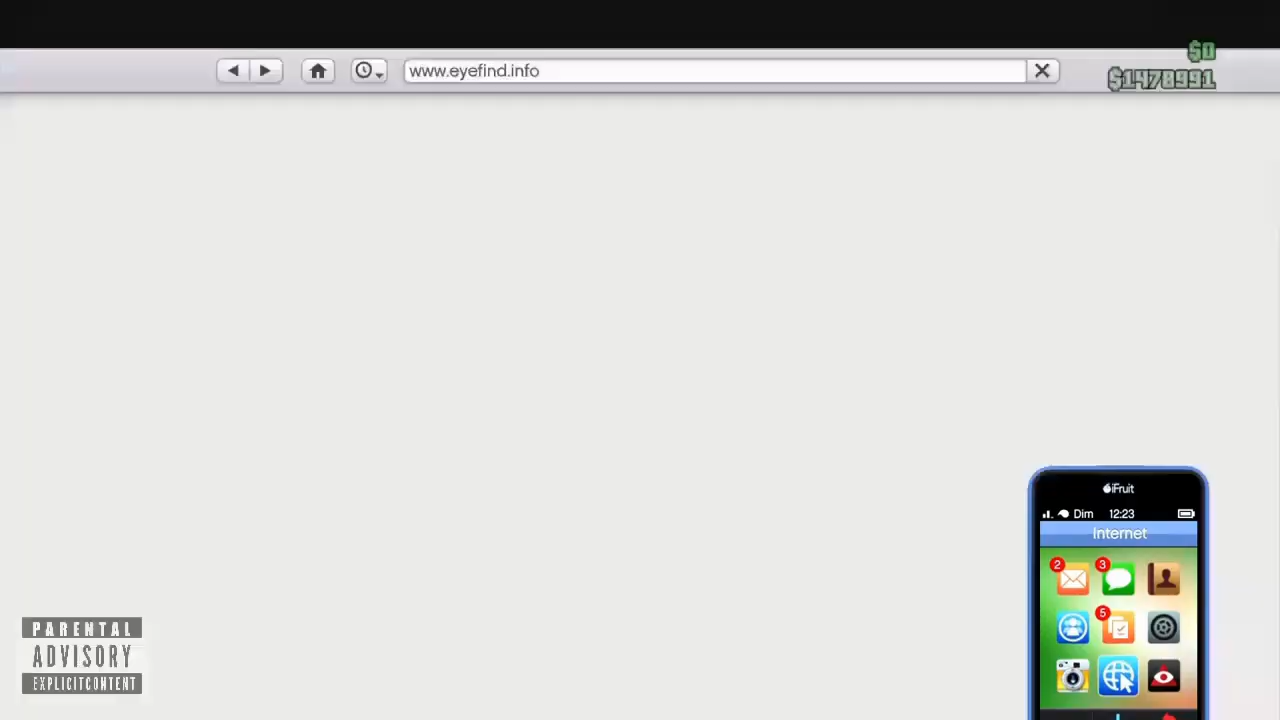 www.eyefind.info
$0
$1478991
iFruit
Dim 12:23
Internet
2
3
5
PARENTAL
ADVISORY
EXPLICIT CONTENT